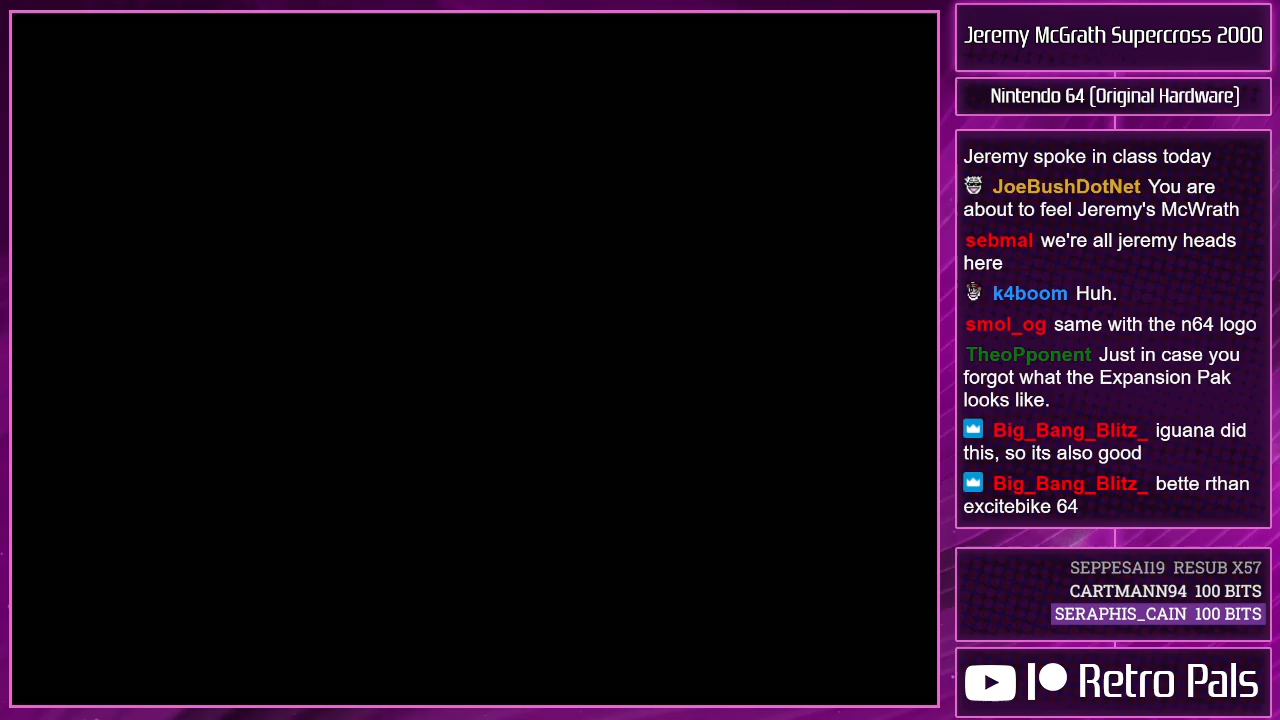 Jeremy McGrath Supercross 2000
Nintendo 64 (Original Hardware)
Jeremy spoke in class today
JoeBushDotNet You are
about to feel Jeremy's McWrath
sebmal we're all jeremy heads
here
k4boom Huh.
smol_og same with the n64 logo
TheoPponent Just in case you
forgot what the Expansion Pak
looks like.
Big_Bang_Blitz_ iguana did
this, so its also good
Big_Bang_Blitz_ bette rthan
excitebike 64
SEPPESAI19 RESUB X57
CARTMANN94 100 BITS
SERAPHIS_CAIN 100 BITS
Retro Pals